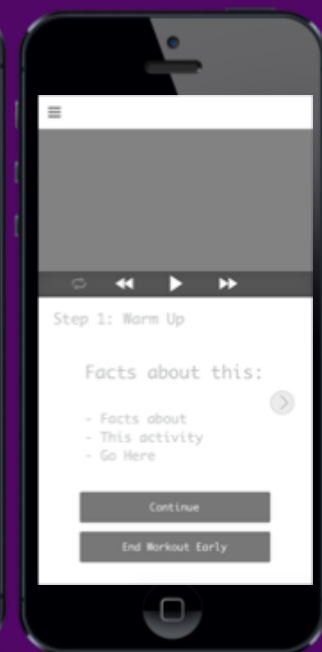 Step 1: Warm Up
Facts about this:
- Facts about
- This activity
- Go Here
Continue
End Workout Early